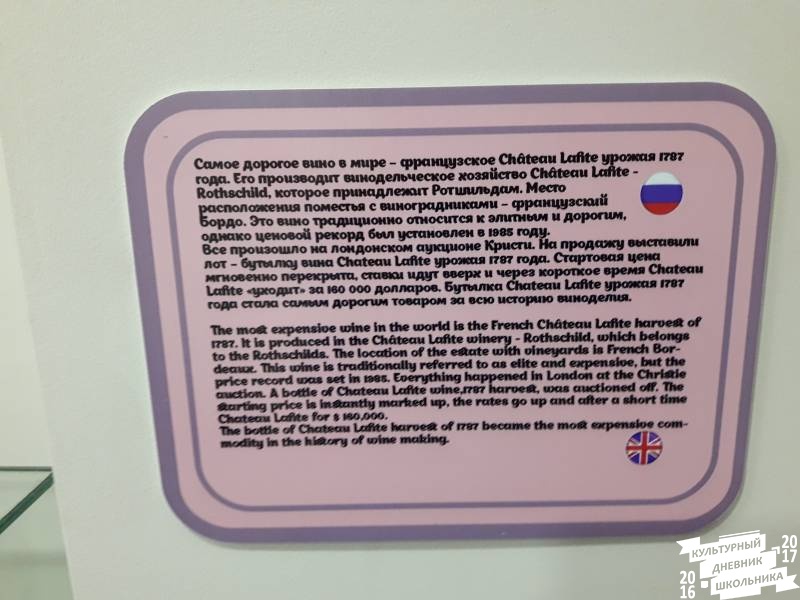 Самое дорогое вино в мире - французское Château Lafite урожая 1787
года. Его производит винодельческое хозяйство Château Lafite -
Rothschild, которое принадлежит Ротшильдам. Место
расположения поместья с виноградниками - французский
Бордо. Это вино традиционно относится к элитным и дорогим,
однако ценовой рекорд был установлен в 1985 году.
Все произошло на лондонском аукционе Кристи. На продажу выставили
лот - бутылку вина Chateau Lafite урожая 1787 года. Стартовая цена
мгновенно перекрыта, ставки идут вверх и через короткое время Chateau
Lafite «уходит» за 160 000 долларов. Бутылка Chateau Lafite урожая 1787
года стала самым дорогим товаром за всю историю виноделия.
The most expensive wine in the world is the French Château Lafite harvest of
1787. It is produced in the Château Lafite winery - Rothschild, which belongs
to the Rothschilds. The location of the estate with vineyards is French Bor-
deaux. This wine is traditionally referred to as elite and expensive, but the
price record was set in 1985. Everything happened in London at the Christie
auction. A bottle of Chateau Lafite wine,1787 harvest, was auctioned off. The
starting price is instantly marked up, the rates go up and after a short time
Chateau Lafite for $ 160,000.
The bottle of Chateau Lafite harvest of 1787 became the most expensive com-
modity in the history of wine making.
КУЛЬТУРНЫЙ
ДНЕВНИК
ШКОЛЬНИКА
2016
2017